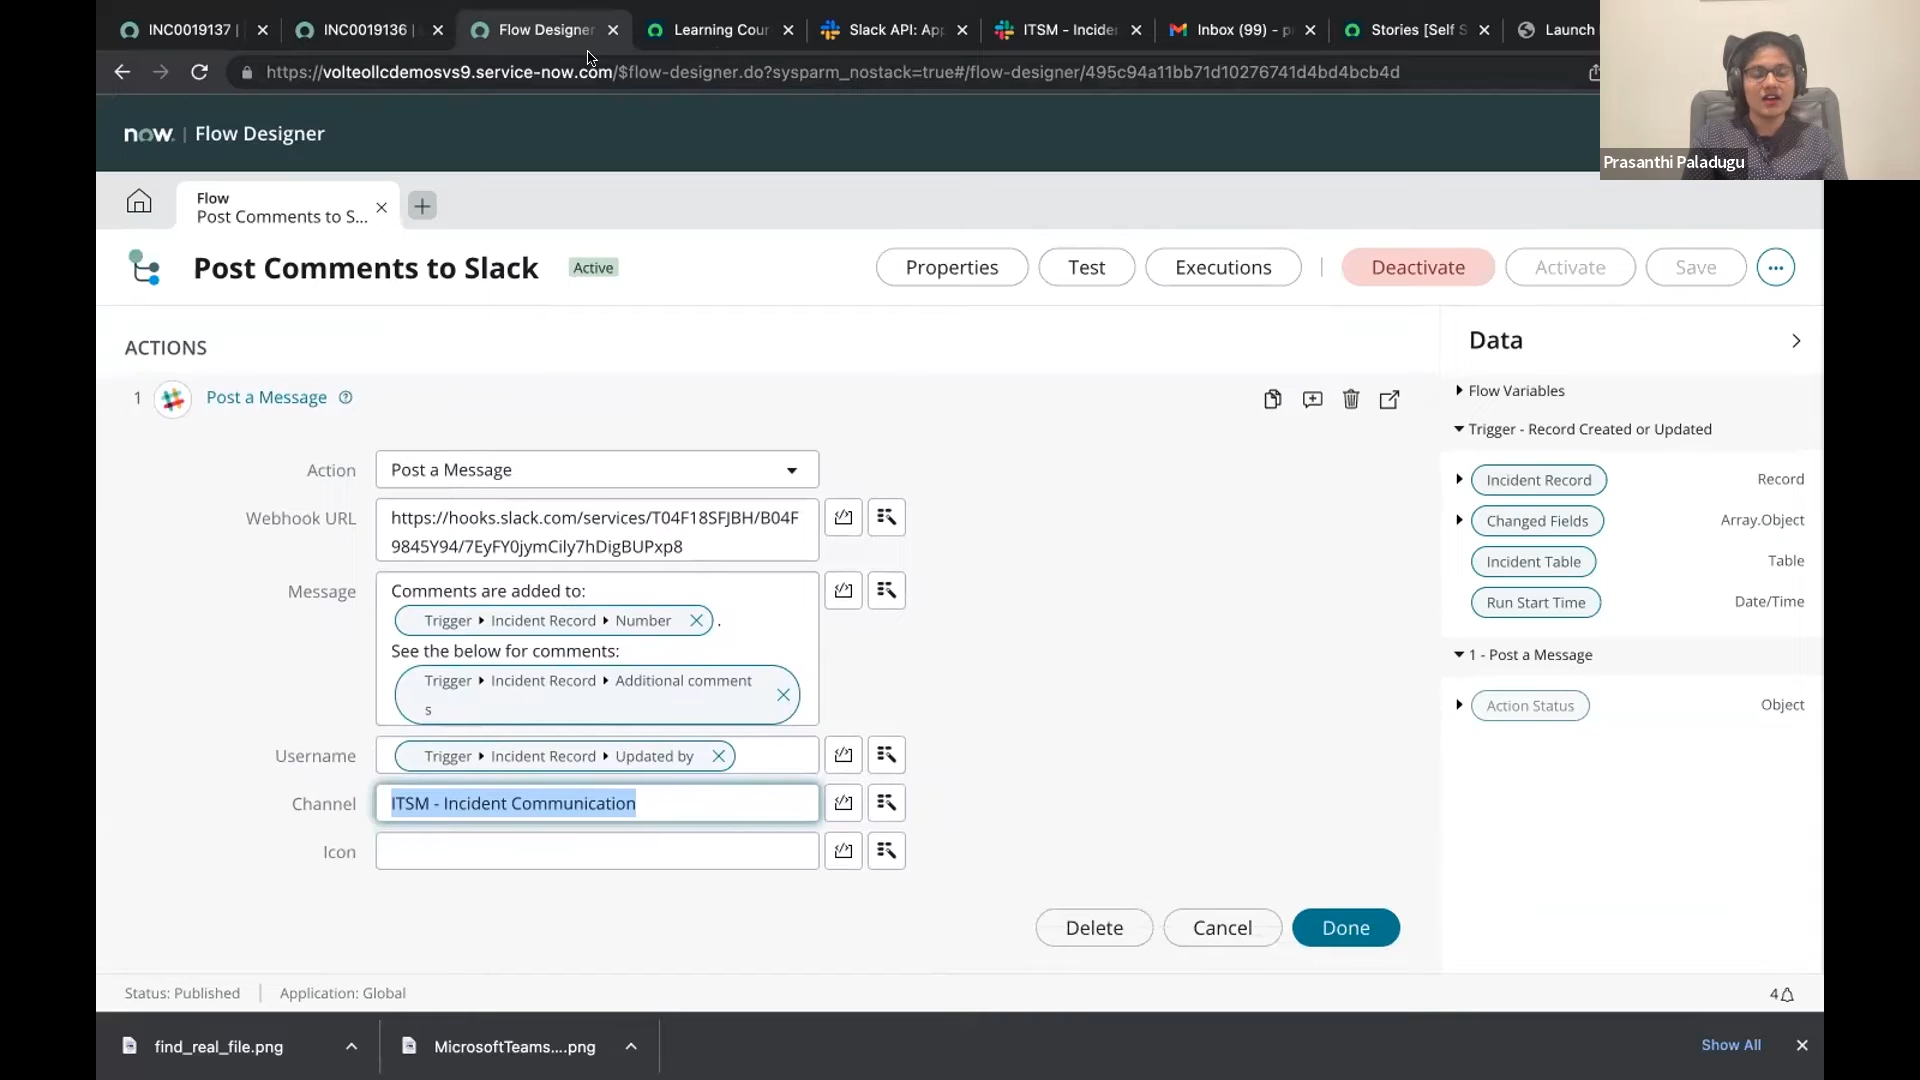 INC0019137 |
INC0019136 |
Flow Designer
Learning Cour
Slack API: Ap
ITSM - Incide
Inbox (99) - p
Stories [Self S
Launch
https://volteollcdemosvs9.service-now.com/$flow-designer.do?sysparm_nostack=true#/flow-designer/495c94a11bb71d10276741d4bd4bcb4d
Prasanthi Paladugu
now. | Flow Designer
Flow
Post Comments to S...
Post Comments to Slack
Active
Properties
Test
Executions
Deactivate
Activate
Save
ACTIONS
1
Post a Message
Action
Post a Message
Webhook URL
https://hooks.slack.com/services/T04F18SFJBH/B04F
9845Y94/7EyFY0jymCily7hDigBUPxp8
Message
Comments are added to:
Trigger Incident Record Number
.
See the below for comments:
Trigger Incident Record Additional comment
s
Username
Trigger Incident Record Updated by
Channel
ITSM - Incident Communication
Icon
Delete
Cancel
Done
Data
Flow Variables
Trigger - Record Created or Updated
Incident Record
Record
Changed Fields
Array.Object
Incident Table
Table
Run Start Time
Date/Time
1 - Post a Message
Action Status
Object
Status: Published
Application: Global
4
find_real_file.png
MicrosoftTeams....png
Show All